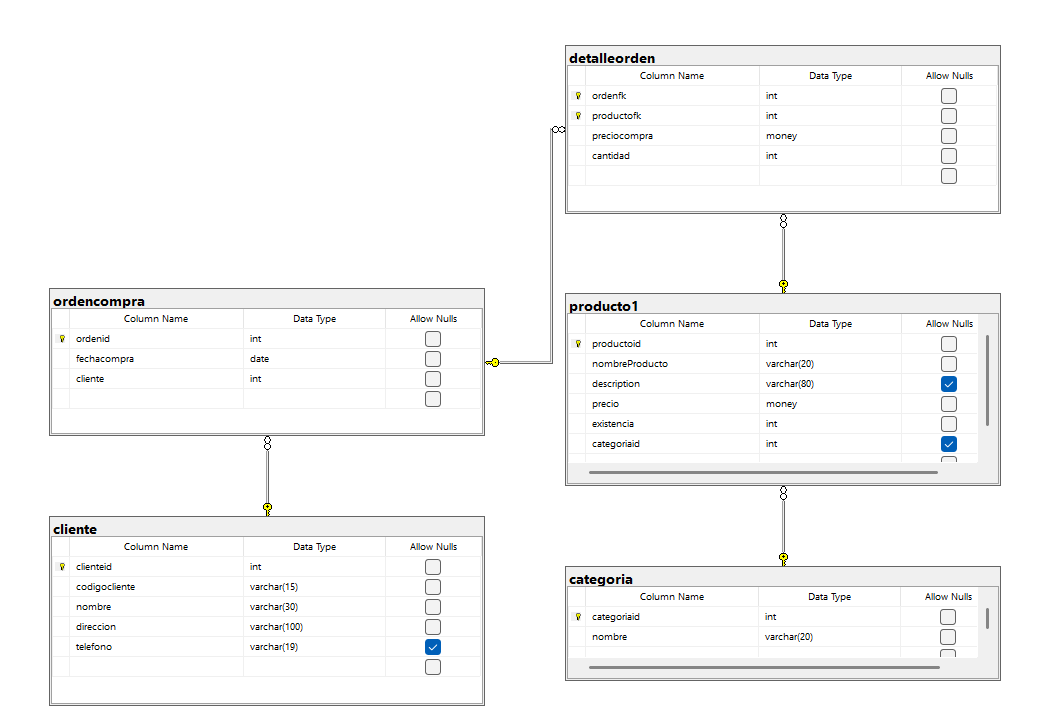 detalleorden
Column Name Data Type Allow Nulls
ordenfk int
productofk int
preciocompra money
cantidad int
ordencompra
Column Name Data Type Allow Nulls
ordenid int
fechacompra date
cliente int
producto1
Column Name Data Type Allow Nulls
productoid int
nombreProducto varchar(20)
description varchar(80)
precio money
existencia int
categoriaid int
cliente
Column Name Data Type Allow Nulls
clienteid int
codigocliente varchar(15)
nombre varchar(30)
direccion varchar(100)
telefono varchar(19)
categoria
Column Name Data Type Allow Nulls
categoriaid int
nombre varchar(20)